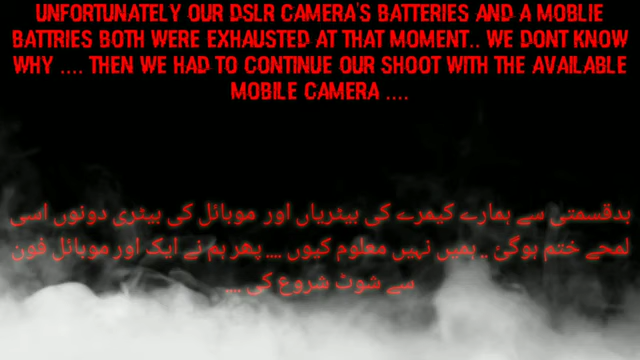 UNFORTUNATELY OUR DSLR CAMERA'S BATTERIES AND A MOBLIE
BATTRIES BOTH WERE EXHAUSTED AT THAT MOMENT.. WE DONT KNOW
WHY .... THEN WE HAD TO CONTINUE OUR SHOOT WITH THE AVAILABLE
MOBILE CAMERA ....
بدقسمتی سے ہمارے کیمرے کی بیٹریاں اور موبائل کی بیٹری دونوں اسی
لمحے ختم ہوگئ .. ہمیں نہیں معلوم کیوں .... پھر ہم نے ایک اور موبائل فون
سے شوٹ شروع کی ....